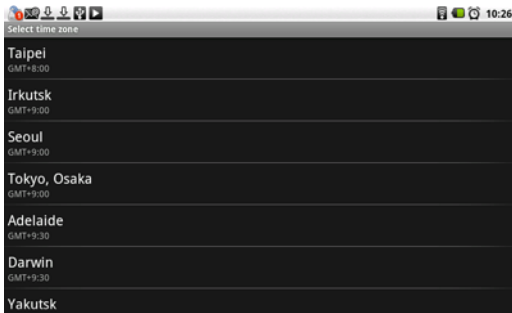 10:26
Select time zone
Taipei
GMT+8:00
Irkutsk
GMT+9:00
Seoul
GMT+9:00
Tokyo, Osaka
GMT+9:00
Adelaide
GMT+9:30
Darwin
GMT+9:30
Yakutsk